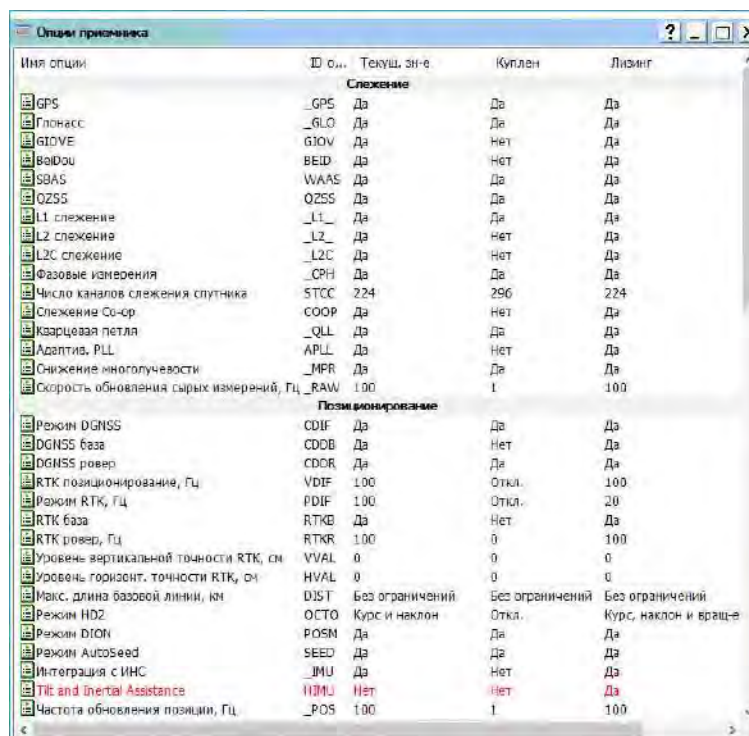 Опции приемника
Имя опции ID о... Текущ. зн-е Куплен Лизинг
Слежение
GPS _GPS Да Да Да
Глонасс _GLO Да Да Да
GIOVE GIOV Да Нет Да
BeiDou BEID Да Нет Да
SBAS WAAS Да Да Да
QZSS QZSS Да Да Да
L1 слежение _L1_ Да Да Да
L2 слежение _L2_ Да Нет Да
L2C слежение _L2C Да Нет Да
Фазовые измерения _CPH Да Да Да
Число каналов слежения спутника STCC 224 296 224
Слежение Co-op COOP Да Нет Да
Кварцевая петля _QLL Да Да Да
Адаптив. PLL APLL Да Нет Да
Снижение многолучевости _MPR Да Да Да
Скорость обновления сырых измерений, Гц _RAW 100 1 100
Позиционирование
Режим DGNSS CDIF Да Да Да
DGNSS база CDDB Да Нет Да
DGNSS ровер CDDR Да Да Да
RTK позиционирование, Гц VDIF 100 Откл. 100
Режим RTK, Гц PDIF 100 Откл. 20
RTK база RTKB Да Нет Да
RTK ровер, Гц RTKR 100 0 100
Уровень вертикальной точности RTK, см VVAL 0 0 0
Уровень горизонт. точности RTK, см HVAL 0 0 0
Макс. длина базовой линии, км DIST Без ограничений Без ограничений Без ограничений
Режим HD2 OCTO Курс и наклон Откл. Курс, наклон и вращ-е
Режим DION POSM Да Да Да
Режим AutoSeed SEED Да Да Да
Интеграция с ИНС _IMU Да Нет Да
Tilt and Inertial Assistance HIMU Нет Нет Да
Частота обновления позиции, Гц _POS 100 1 100